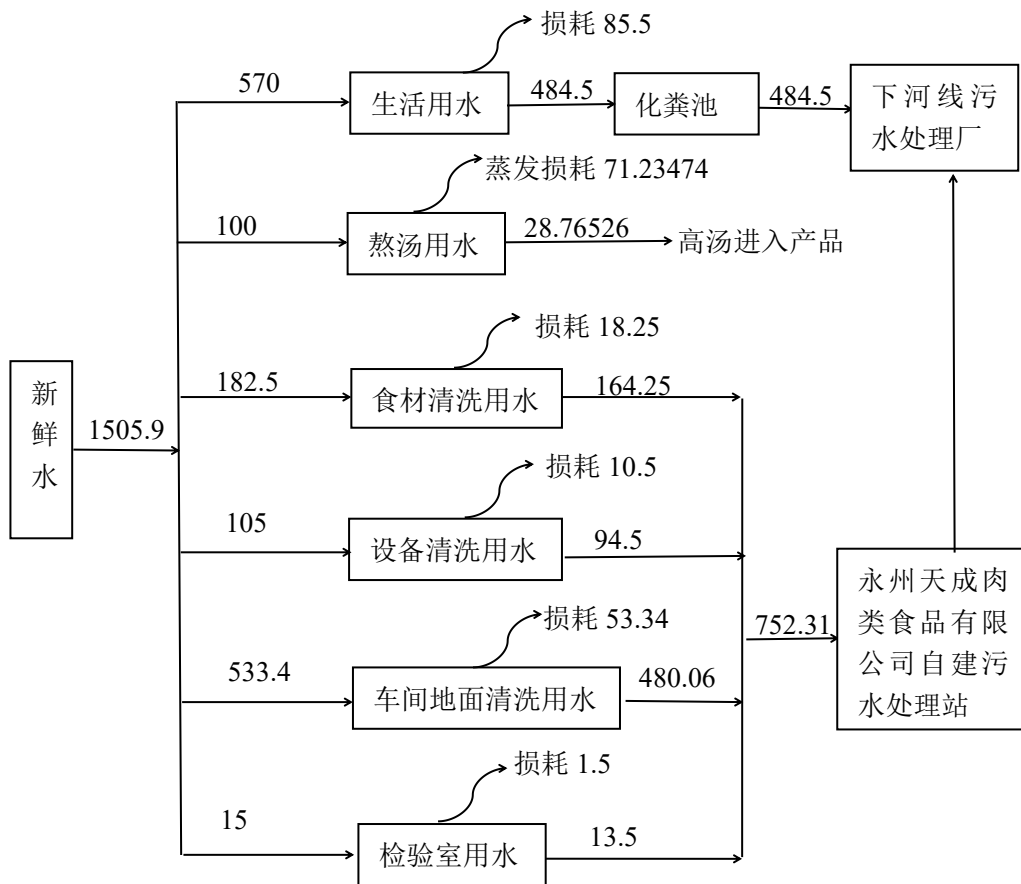 损耗 85.5
570
生活用水
484.5
化粪池
484.5
下河线污
水处理厂
蒸发损耗 71.23474
100
熬汤用水
28.76526
高汤进入产品
损耗 18.25
新
鲜
水
1505.9
182.5
食材清洗用水
164.25
损耗 10.5
105
设备清洗用水
94.5
永州天成肉
类食品有限
公司自建污
水处理站
752.31
损耗 53.34
533.4
车间地面清洗用水
480.06
损耗 1.5
15
检验室用水
13.5